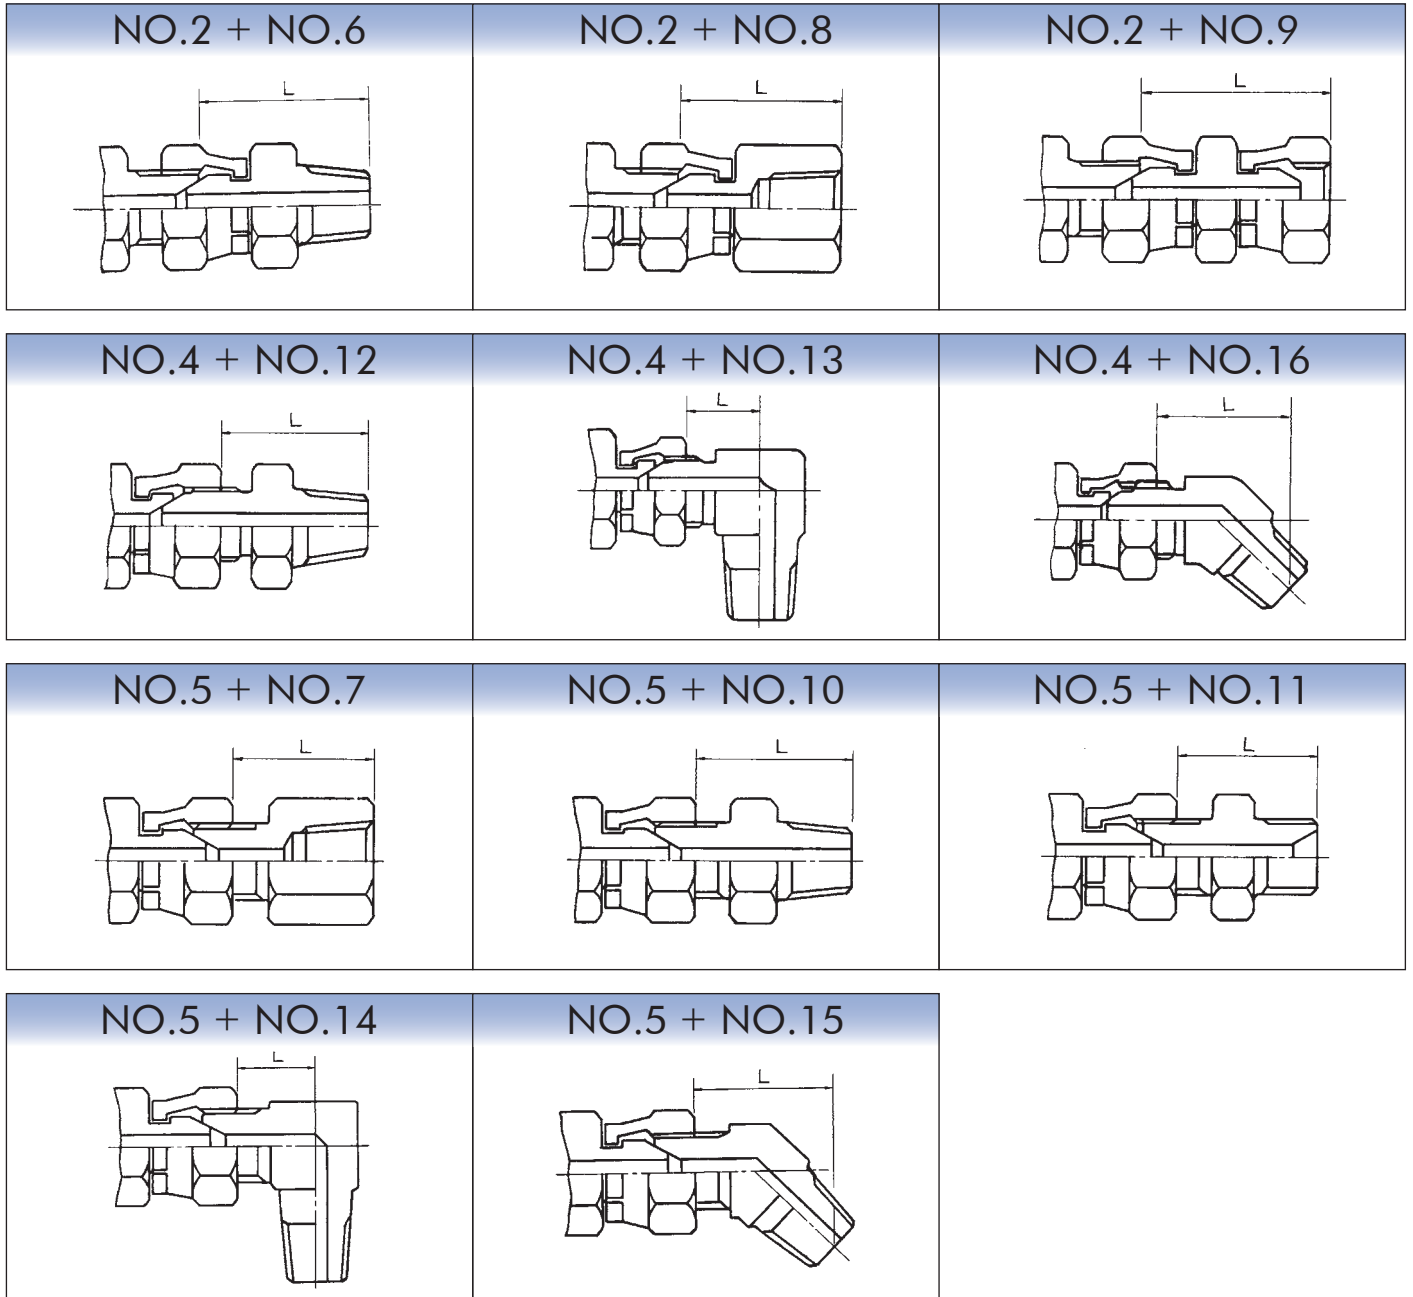 NO.2 + NO.6
NO.2 + NO.8
NO.2 + NO.9
L
L
L
NO.4 + NO.12
NO.4 + NO.13
NO.4 + NO.16
L
L
L
NO.5 + NO.7
NO.5 + NO.10
NO.5 + NO.11
L
L
L
NO.5 + NO.14
NO.5 + NO.15
L
L